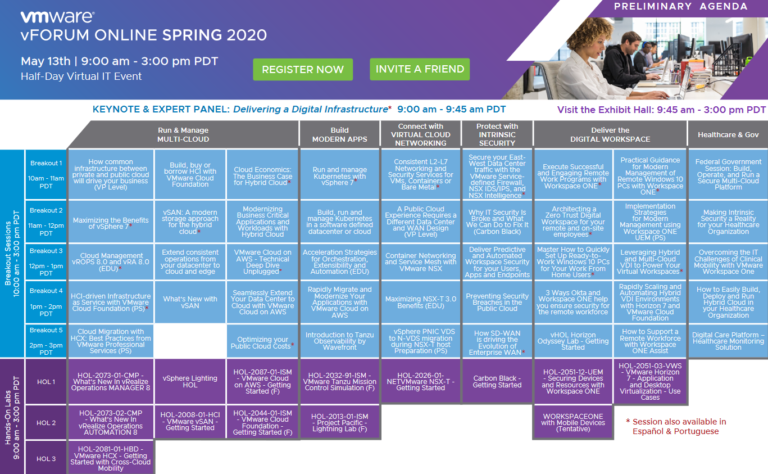 PRELIMINARY AGENDA
vmware®
vFORUM ONLINE SPRING 2020
May 13th | 9:00 am - 3:00 pm PDT
Half-Day Virtual IT Event
REGISTER NOW
INVITE A FRIEND
KEYNOTE & EXPERT PANEL: Delivering a Digital Infrastructure* 9:00 am - 9:45 am PDT
Visit the Exhibit Hall: 9:45 am - 3:00 pm PDT
Run & Manage
MULTI-CLOUD
Build
MODERN APPS
Connect with
VIRTUAL CLOUD
NETWORKING
Protect with
INTRINSIC
SECURITY
Deliver the
DIGITAL WORKSPACE
Healthcare & Gov
Breakout Sessions
10:00 am - 3:00 pm PDT
Breakout 1
10am - 11am
PDT
How common
infrastructure between
private and public cloud
will drive your business
(VP Level)
Build, buy or
borrow HCI with
VMware Cloud
Foundation
Cloud Economics:
The Business Case
for Hybrid Cloud*
Run and manage
Kubernetes with
vSphere 7*
Consistent L2-L7
Networking and
Security Services for
VMs, Containers or
Bare Metal*
Secure your East-
West Data Center
traffic with the
VMware Service-
defined Firewall,
NSX IDS/IPS, and
NSX Intelligence*
Execute Successful
and Engaging Remote
Work Programs with
Workspace ONE*
Practical Guidance
for Modern
Management of
Remote Windows 10
PCs with Workspace
ONE*
Federal Government
Session: Build,
Operate, and Run a
Secure Multi-Cloud
Platform
Breakout 2
11am - 12pm
PDT
Maximizing the Benefits
of vSphere 7*
vSAN: A modern
storage approach
for the hybrid
cloud*
Modernizing
Business Critical
Applications and
Workloads with
Hybrid Cloud
Build, run and
manage Kubernetes
in a software defined
datacenter or cloud
A Public Cloud
Experience Requires a
Different Data Center
and WAN Design
(VP Level)
Why IT Security Is
Broke and What
We Can Do To Fix It
(Carbon Black)
Architecting a
Zero Trust Digital
Workspace for your
remote and on-site
employees*
Implementation
Strategies
for Modern
Management using
Workspace ONE
UEM (PS)
Making Intrinsic
Security a Reality for
your Healthcare
Organization
Breakout 3
12pm - 1pm
PDT
Cloud Management
vROPS 8.0 and vRA 8.0
(EDU)
Extend consistent
operations from
your datacenter to
cloud and edge
VMware Cloud on
AWS - Technical
Deep Dive
Unplugged*
Acceleration Strategies
for Orchestration,
Extensibility and
Automation (EDU)
Container Networking
and Service Mesh with
VMware NSX
Deliver Predictive
and Automated
Workspace Security
for your Users,
Apps and Endpoints
Master How to Quickly
Set Up Ready-to-
Work Windows 10 PCs
for Your Work From
Home Users*
Leveraging Hybrid
and Multi-Cloud
VDI to Power Your
Virtual Workspaces*
Overcoming the IT
Challenges of Clinical
Mobility with VMware
Workspace One
Breakout 4
1pm - 2pm
PDT
HCI-driven Infrastructure
as Service with VMware
Cloud Foundation (PS)*
What's New with
vSAN
Seamlessly Extend
Your Data Center to
Cloud with VMware
Cloud on AWS
Rapidly Migrate and
Modernize Your
Applications with
VMware Cloud on
AWS
Maximizing NSX-T 3.0
Benefits (EDU)
Preventing Security
Breaches in the
Public Cloud
3 Ways Okta and
Workspace ONE help
you ensure security for
the remote workforce
Rapidly Scaling and
Automating Hybrid
VDI Environments
with Horizon 7 and
VMware Cloud
Foundation
How to Easily Build,
Deploy and Run
Hybrid Cloud in
your Healthcare
Organization
Breakout 5
2pm - 3pm
PDT
Cloud Migration with
HCX: Best Practices from
VMware Professional
Services (PS)
Optimizing your
Public Cloud Costs*
Introduction to Tanzu
Observability by
Wavefront
vSphere PNIC VDS
to N-VDS migration
during NSX-T host
Preparation (PS)
How SD-WAN
is driving the
Evolution of
Enterprise WAN*
vHOL Horizon
Odyssey Lab - Getting
Started
How to Support a
Remote Workforce
with Workspace
ONE Assist
Digital Care Platform –
Healthcare Monitoring
Solution
Hands-On Labs
9:00 am - 3:00 pm PDT
HOL 1
HOL-2073-01-CMP -
What's New In vRealize
Operations MANAGER 8
vSphere Lighting
HOL
HOL-2087-01-ISM
- VMware Cloud
on AWS - Getting
Started (F)
HOL-2032-91-ISM -
VMware Tanzu Mission
Control Simulation (F)
HOL-2026-01-
NETVMware NSX-T -
Getting Started
Carbon Black -
Getting Started
HOL-2051-12-UEM
- Securing Devices
and Resources with
Workspace ONE
HOL-2051-03-VWS
- VMware Horizon
7 - Application and
Desktop
Virtualization - Use
Cases
HOL 2
HOL-2073-02-CMP
- What's New In
vRealize Operations
AUTOMATION 8
HOL-2008-01-HCI
- VMware vSAN -
Getting Started
HOL-2044-01-ISM
- VMware Cloud
Foundation -
Getting Started (F)
HOL-2013-01-ISM
- Project Pacific -
Lightning Lab (F)
WORKSPACEONE
with Mobile Devices
(Tentative)
* Session also available in
Español & Portuguese
HOL 3
HOL-2081-01-HBD -
VMware HCX - Getting
Started with Cross-Cloud
Mobility